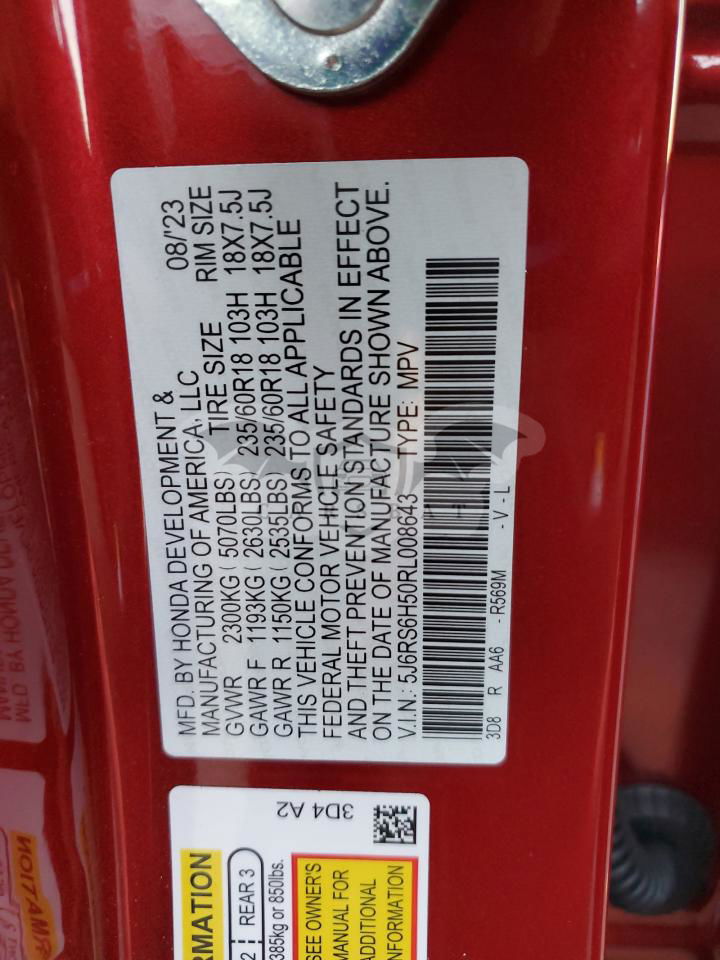 MFD. BY HONDA DEVELOPMENT &
MANUFACTURING OF AMERICA, LLC 08/'23
TIRE SIZE RIM SIZE
GVWR 2300KG ( 5070LBS)
GAWR F 1193KG ( 2630LBS) 235/60R18 103H 18X7.5J
GAWR R 1150KG ( 2535LBS) 235/60R18 103H 18X7.5J
THIS VEHICLE CONFORMS TO ALL APPLICABLE
FEDERAL MOTOR VEHICLE SAFETY
AND THEFT PREVENTION STANDARDS IN EFFECT
ON THE DATE OF MANUFACTURE SHOWN ABOVE.
V.I.N.: 5J6RS6H50RL008643 TYPE: MPV
3D8 R AA6 - R569M - V - L
3D4 A2
RMATION
2 REAR 3
385kg or 850lbs.
SEE OWNER'S
MANUAL FOR
ADDITIONAL
NFORMATION